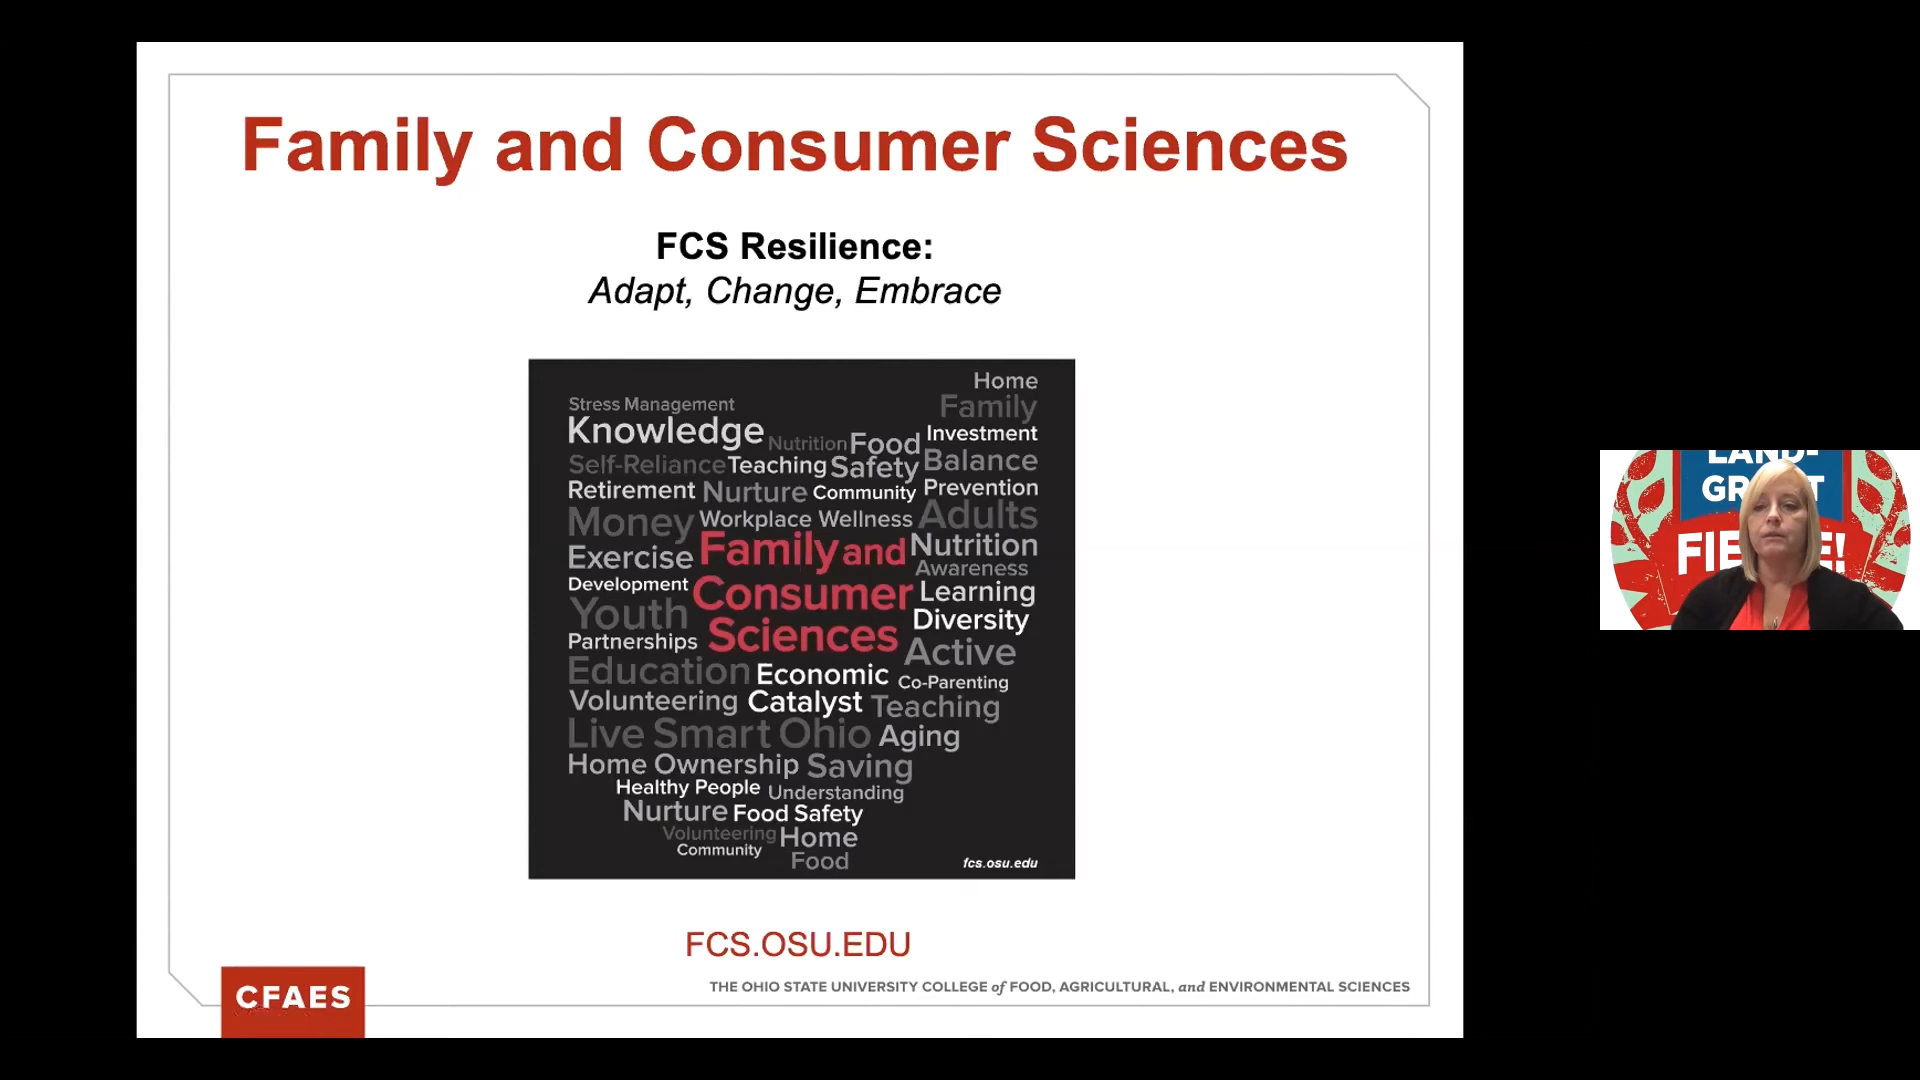 Family and Consumer Sciences
FCS Resilience:
Adapt, Change, Embrace
Home
Stress Management
Family
Knowledge
Nutrition
Food
Investment
Self-Reliance
Teaching
Safety
Balance
Retirement
Nurture
Community
Prevention
Money
Workplace Wellness
Adults
Exercise
Family and
Nutrition
Awareness
Development
Consumer
Learning
Youth
Diversity
Partnerships
Sciences
Active
Education
Economic
Co-Parenting
Volunteering
Catalyst
Teaching
Live Smart Ohio
Aging
Home Ownership
Saving
Healthy People
Understanding
Nurture
Food Safety
Volunteering
Home
Community
Food
fcs.osu.edu
FCS.OSU.EDU
CFAES
THE OHIO STATE UNIVERSITY COLLEGE of FOOD, AGRICULTURAL, and ENVIRONMENTAL SCIENCES
LAND-